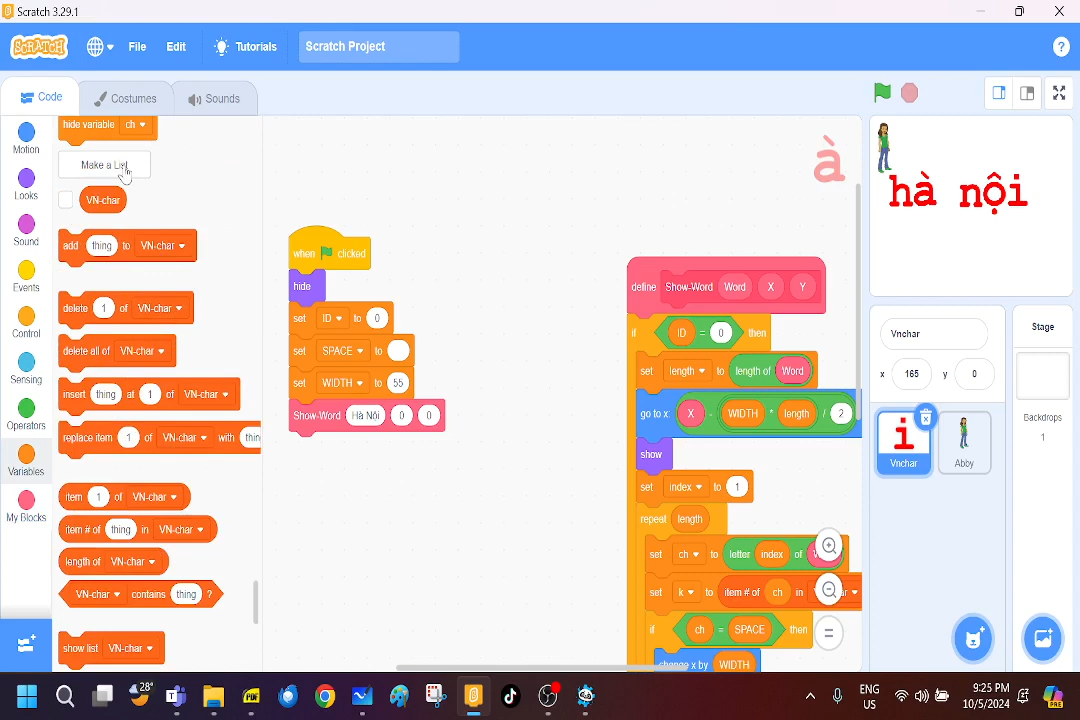 Scratch 3.29.1
SCRATCH File Edit Tutorials Scratch Project ?
Code Costumes Sounds
Motion
Looks
Sound
Events
Control
Sensing
Operators
Variables
My Blocks
hide variable ch
Make a List
VN-char
add thing to VN-char
delete 1 of VN-char
delete all of VN-char
insert thing at 1 of VN-char
replace item 1 of VN-char with thin
item 1 of VN-char
item # of thing in VN-char
length of VN-char
VN-char contains thing ?
show list VN-char
when clicked
hide
set ID to 0
set SPACE to
set WIDTH to 55
Show-Word Hà Nội 0 0
à
define Show-Word Word X Y
if ID = 0 then
set length to length of Word
go to x: X - WIDTH * length / 2
show
set index to 1
repeat length
set ch to letter index of
set k to item # of ch in
if ch = SPACE then
change x by WIDTH
hà nội
Vnchar
x 165 y 0
i
Vnchar
Abby
Stage
Backdrops
1
28°
PDF
PRE
ENG
US
9:25 PM
10/5/2024